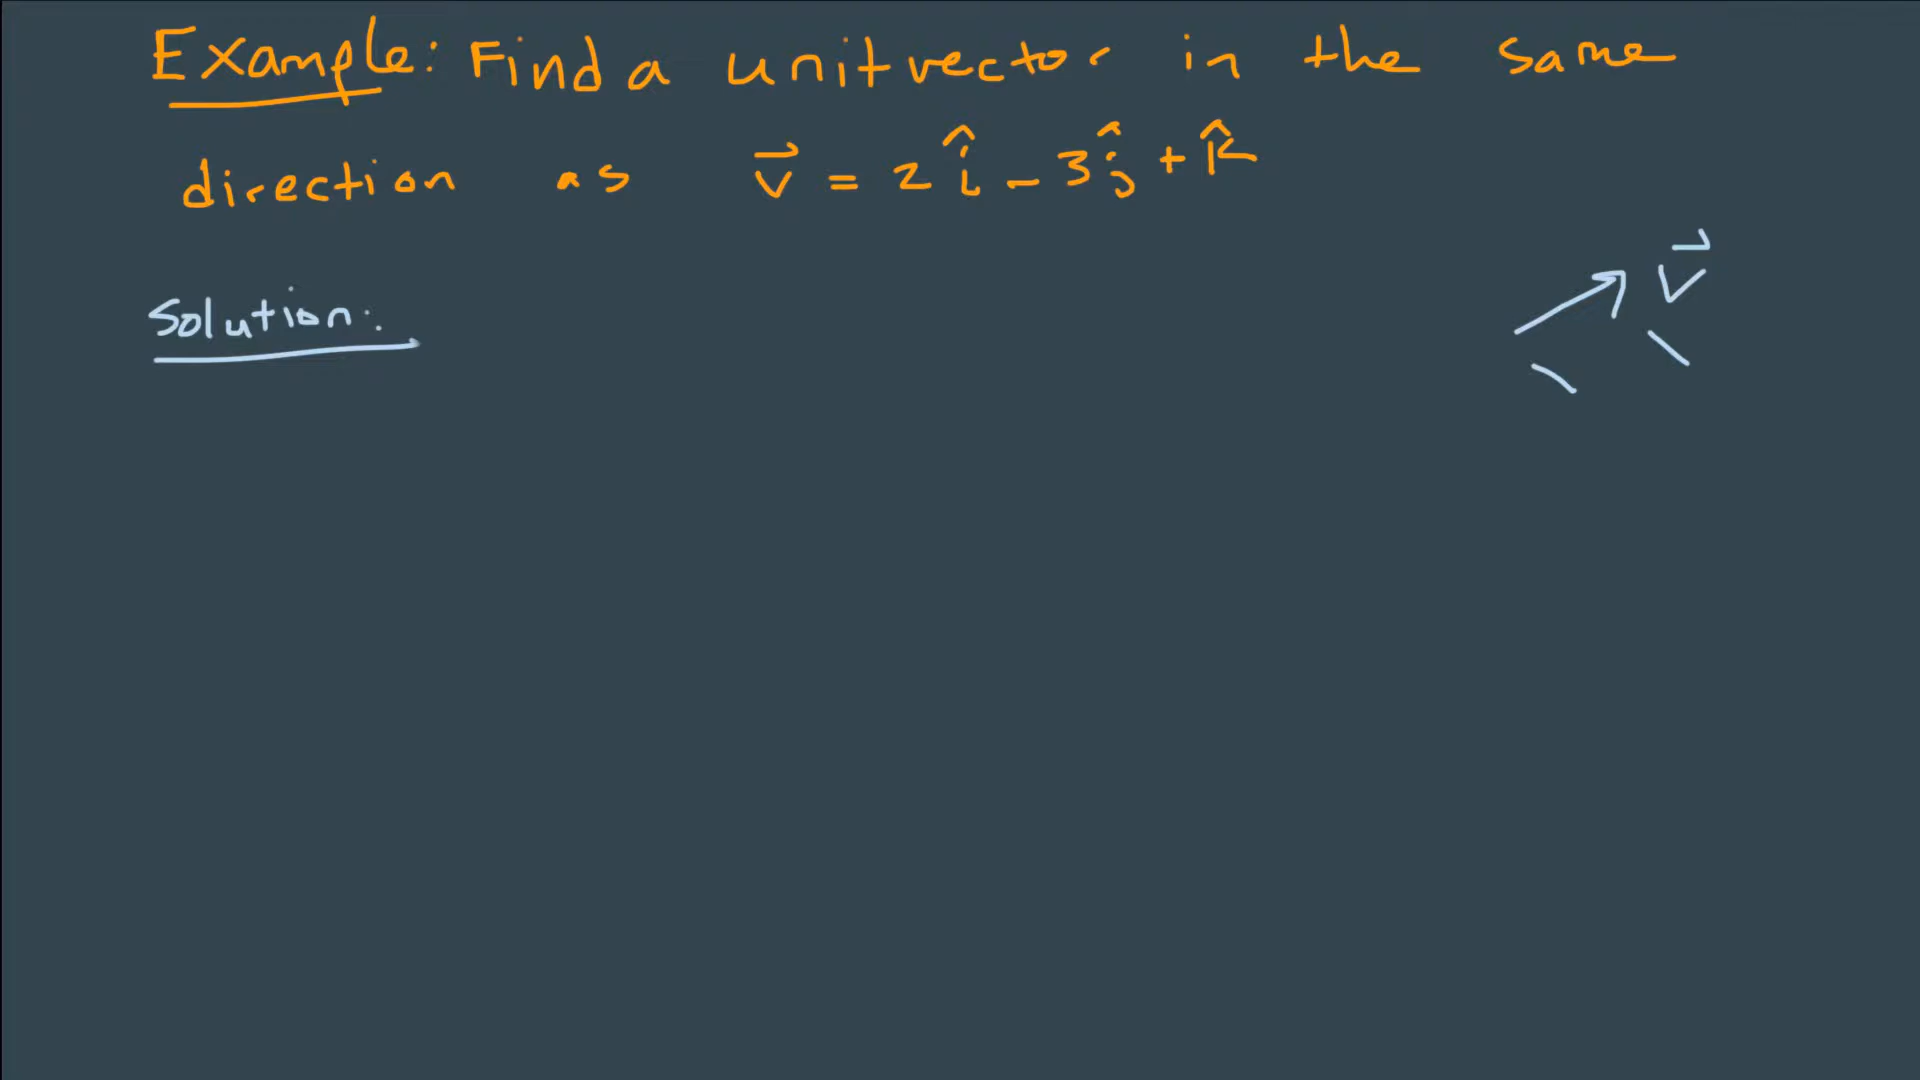 Example: Find a unit vector in the same
direction as v⃗ = 2î - 3ĵ + k̂
Solution:
v⃗